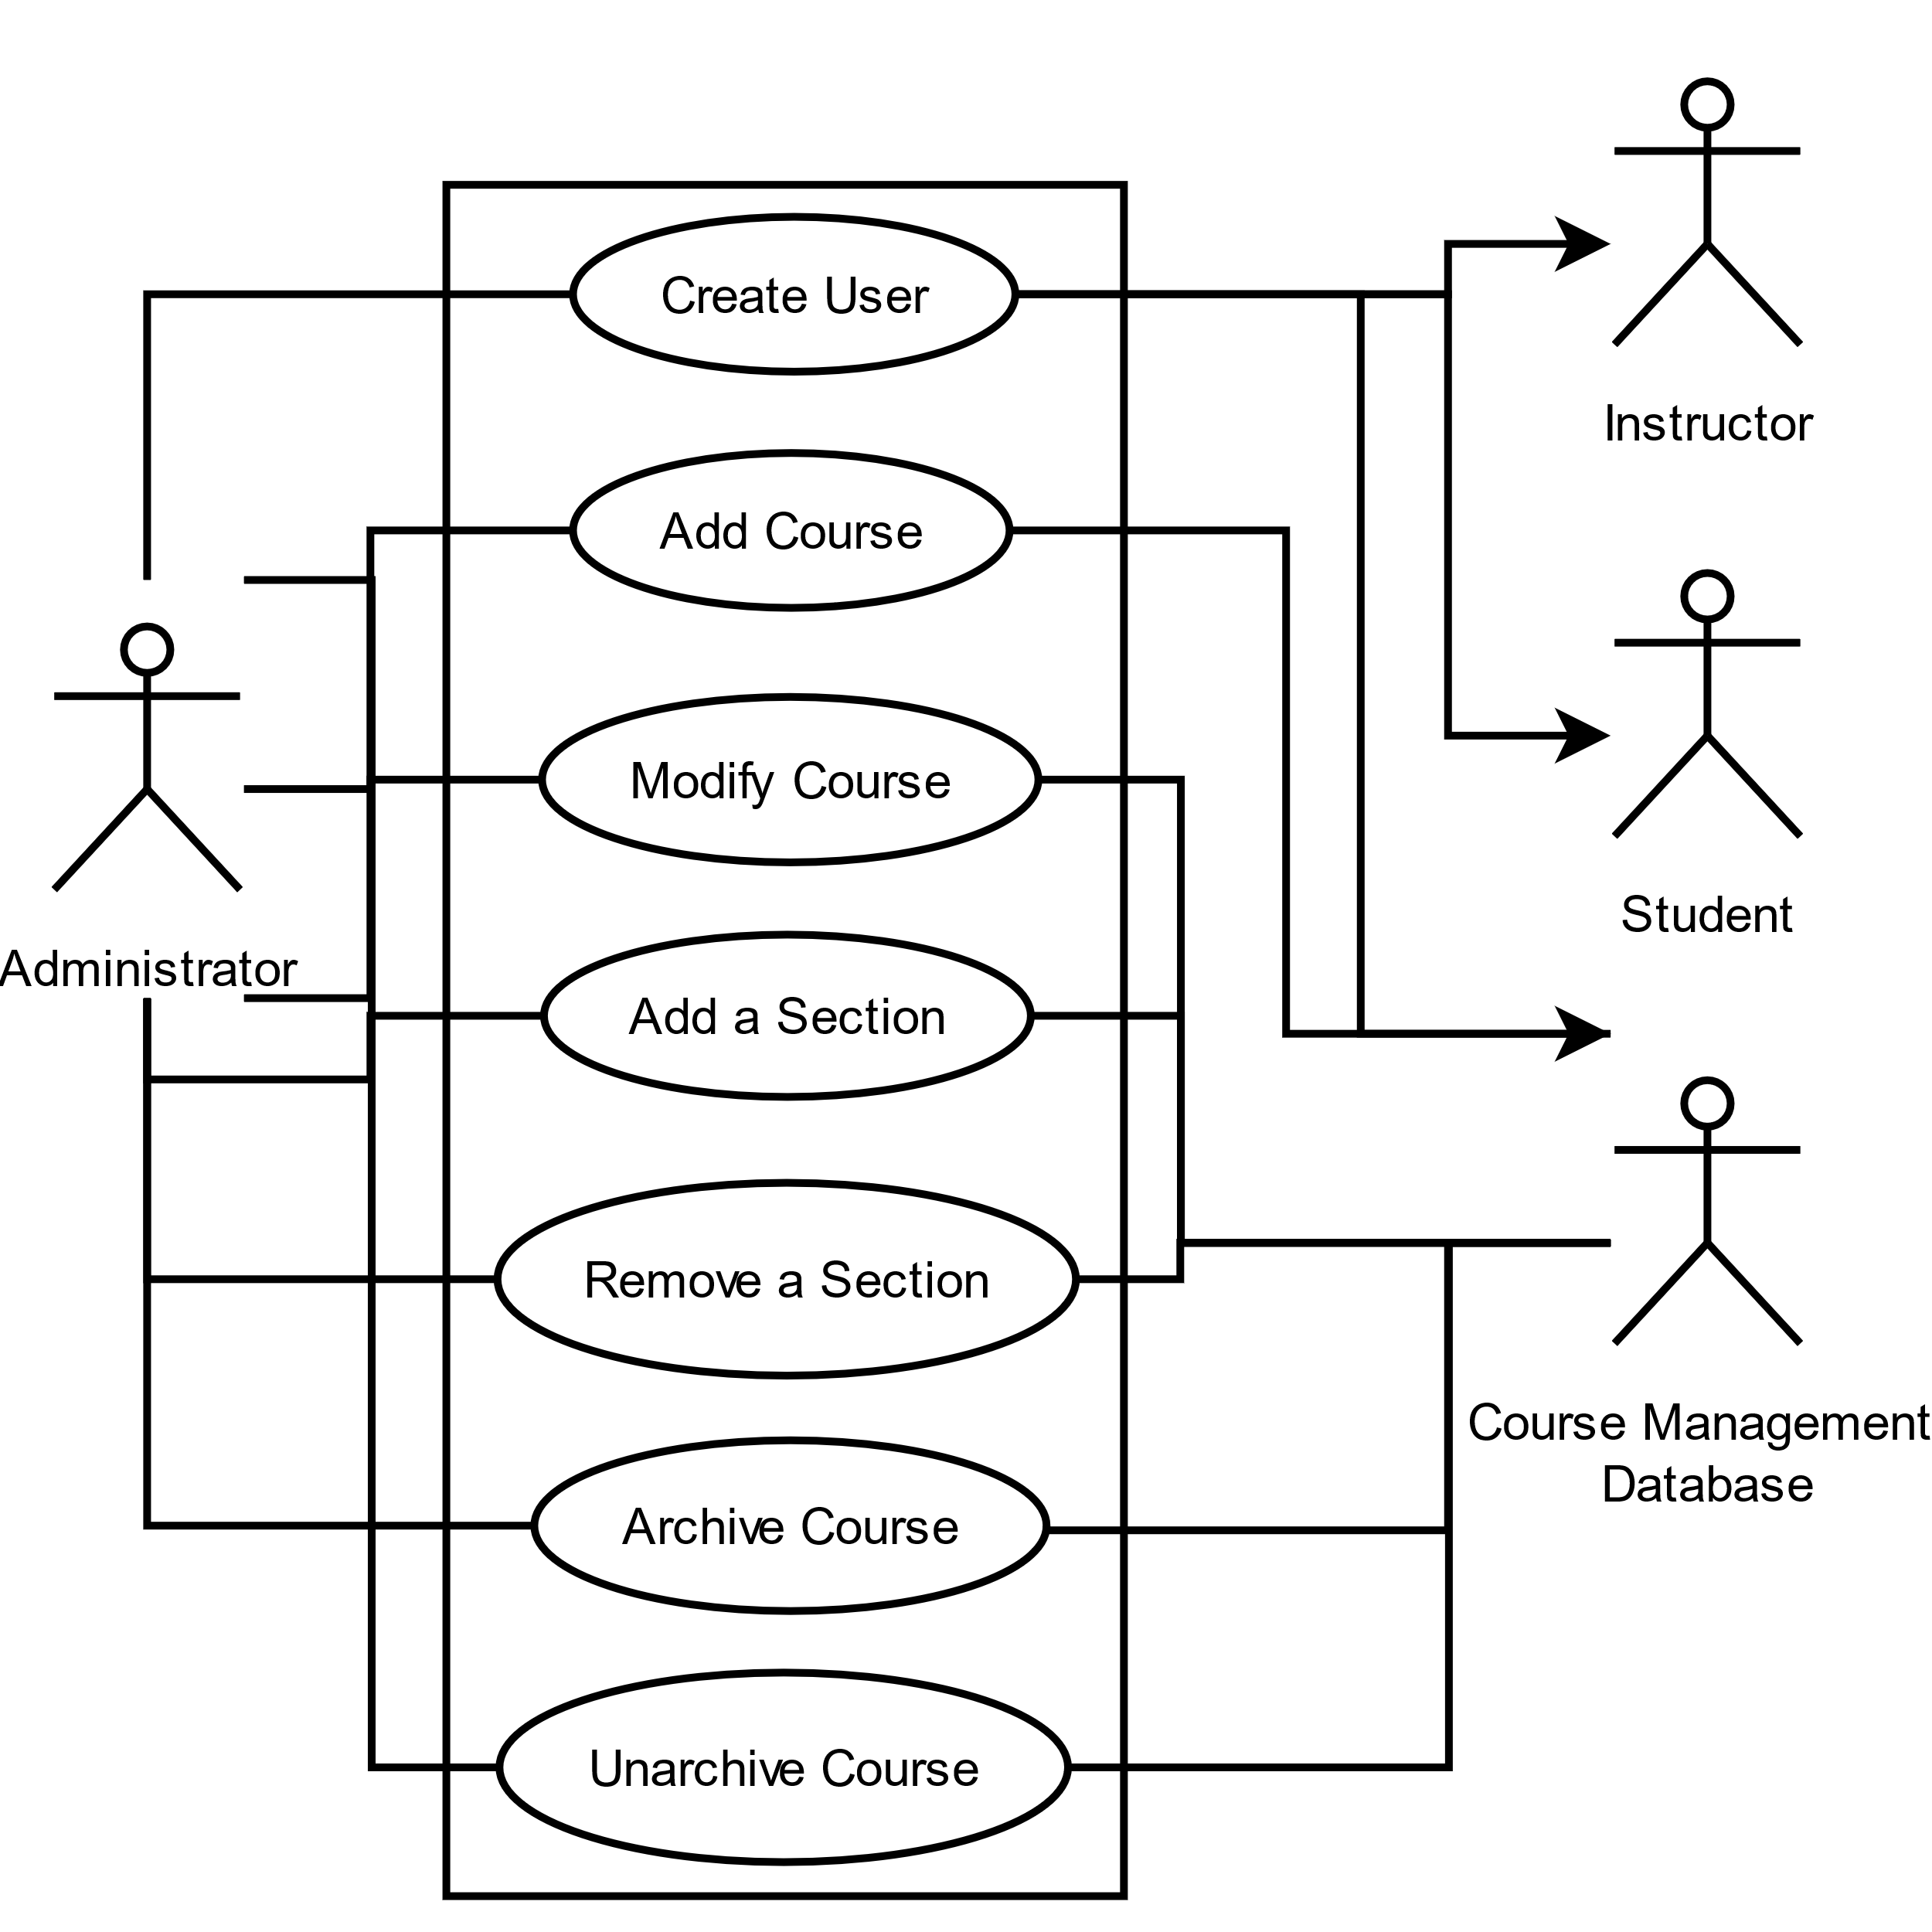 Create User
Instructor
Add Course
Modify Course
Student
Administrator
Add a Section
Remove a Section
Course Management
Database
Archive Course
Unarchive Course